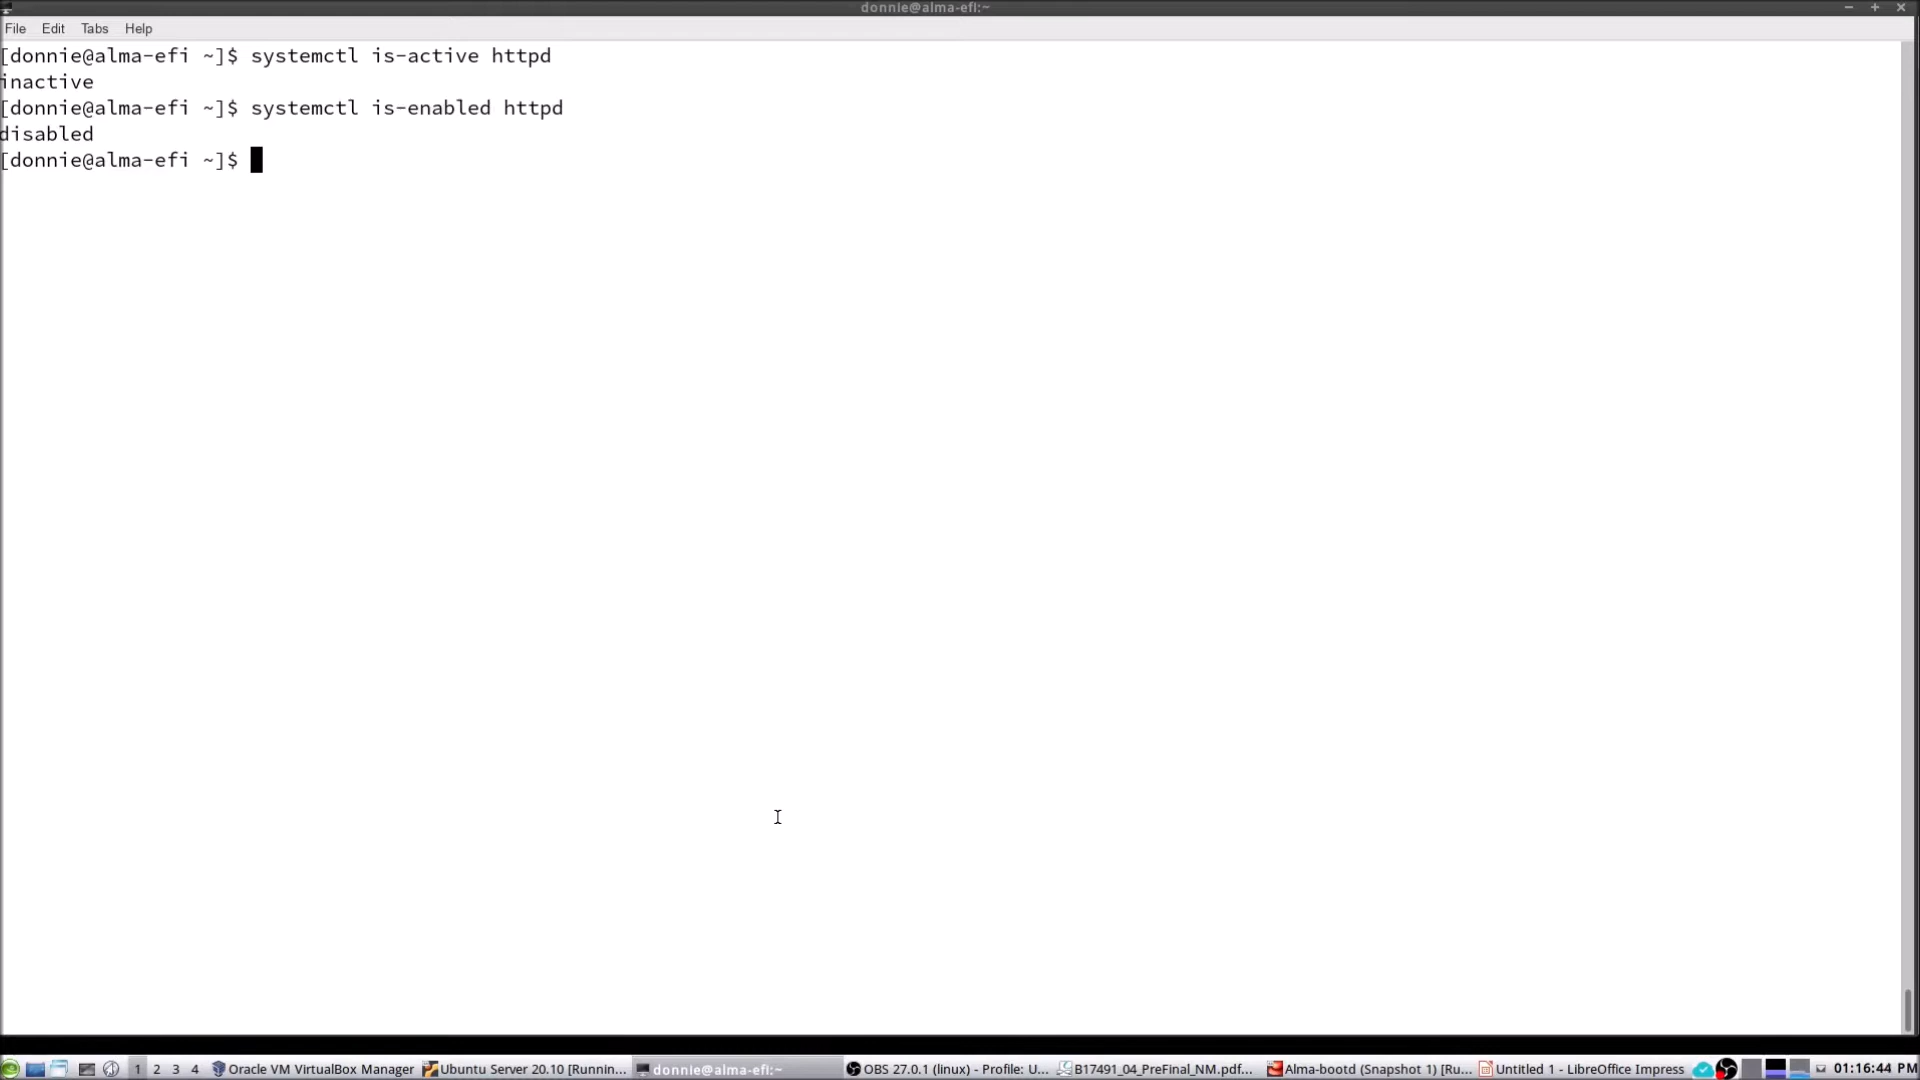 donnie@alma-efi:~
File Edit Tabs Help
[donnie@alma-efi ~]$ systemctl is-active httpd
inactive
[donnie@alma-efi ~]$ systemctl is-enabled httpd
disabled
[donnie@alma-efi ~]$
1 2 3 4 Oracle VM VirtualBox Manager Ubuntu Server 20.10 [Runnin... donnie@alma-efi:~ OBS 27.0.1 (linux) - Profile: U... B17491_04_PreFinal_NM.pdf... Alma-bootd (Snapshot 1) [Ru... Untitled 1 - LibreOffice Impress 01:16:44 PM